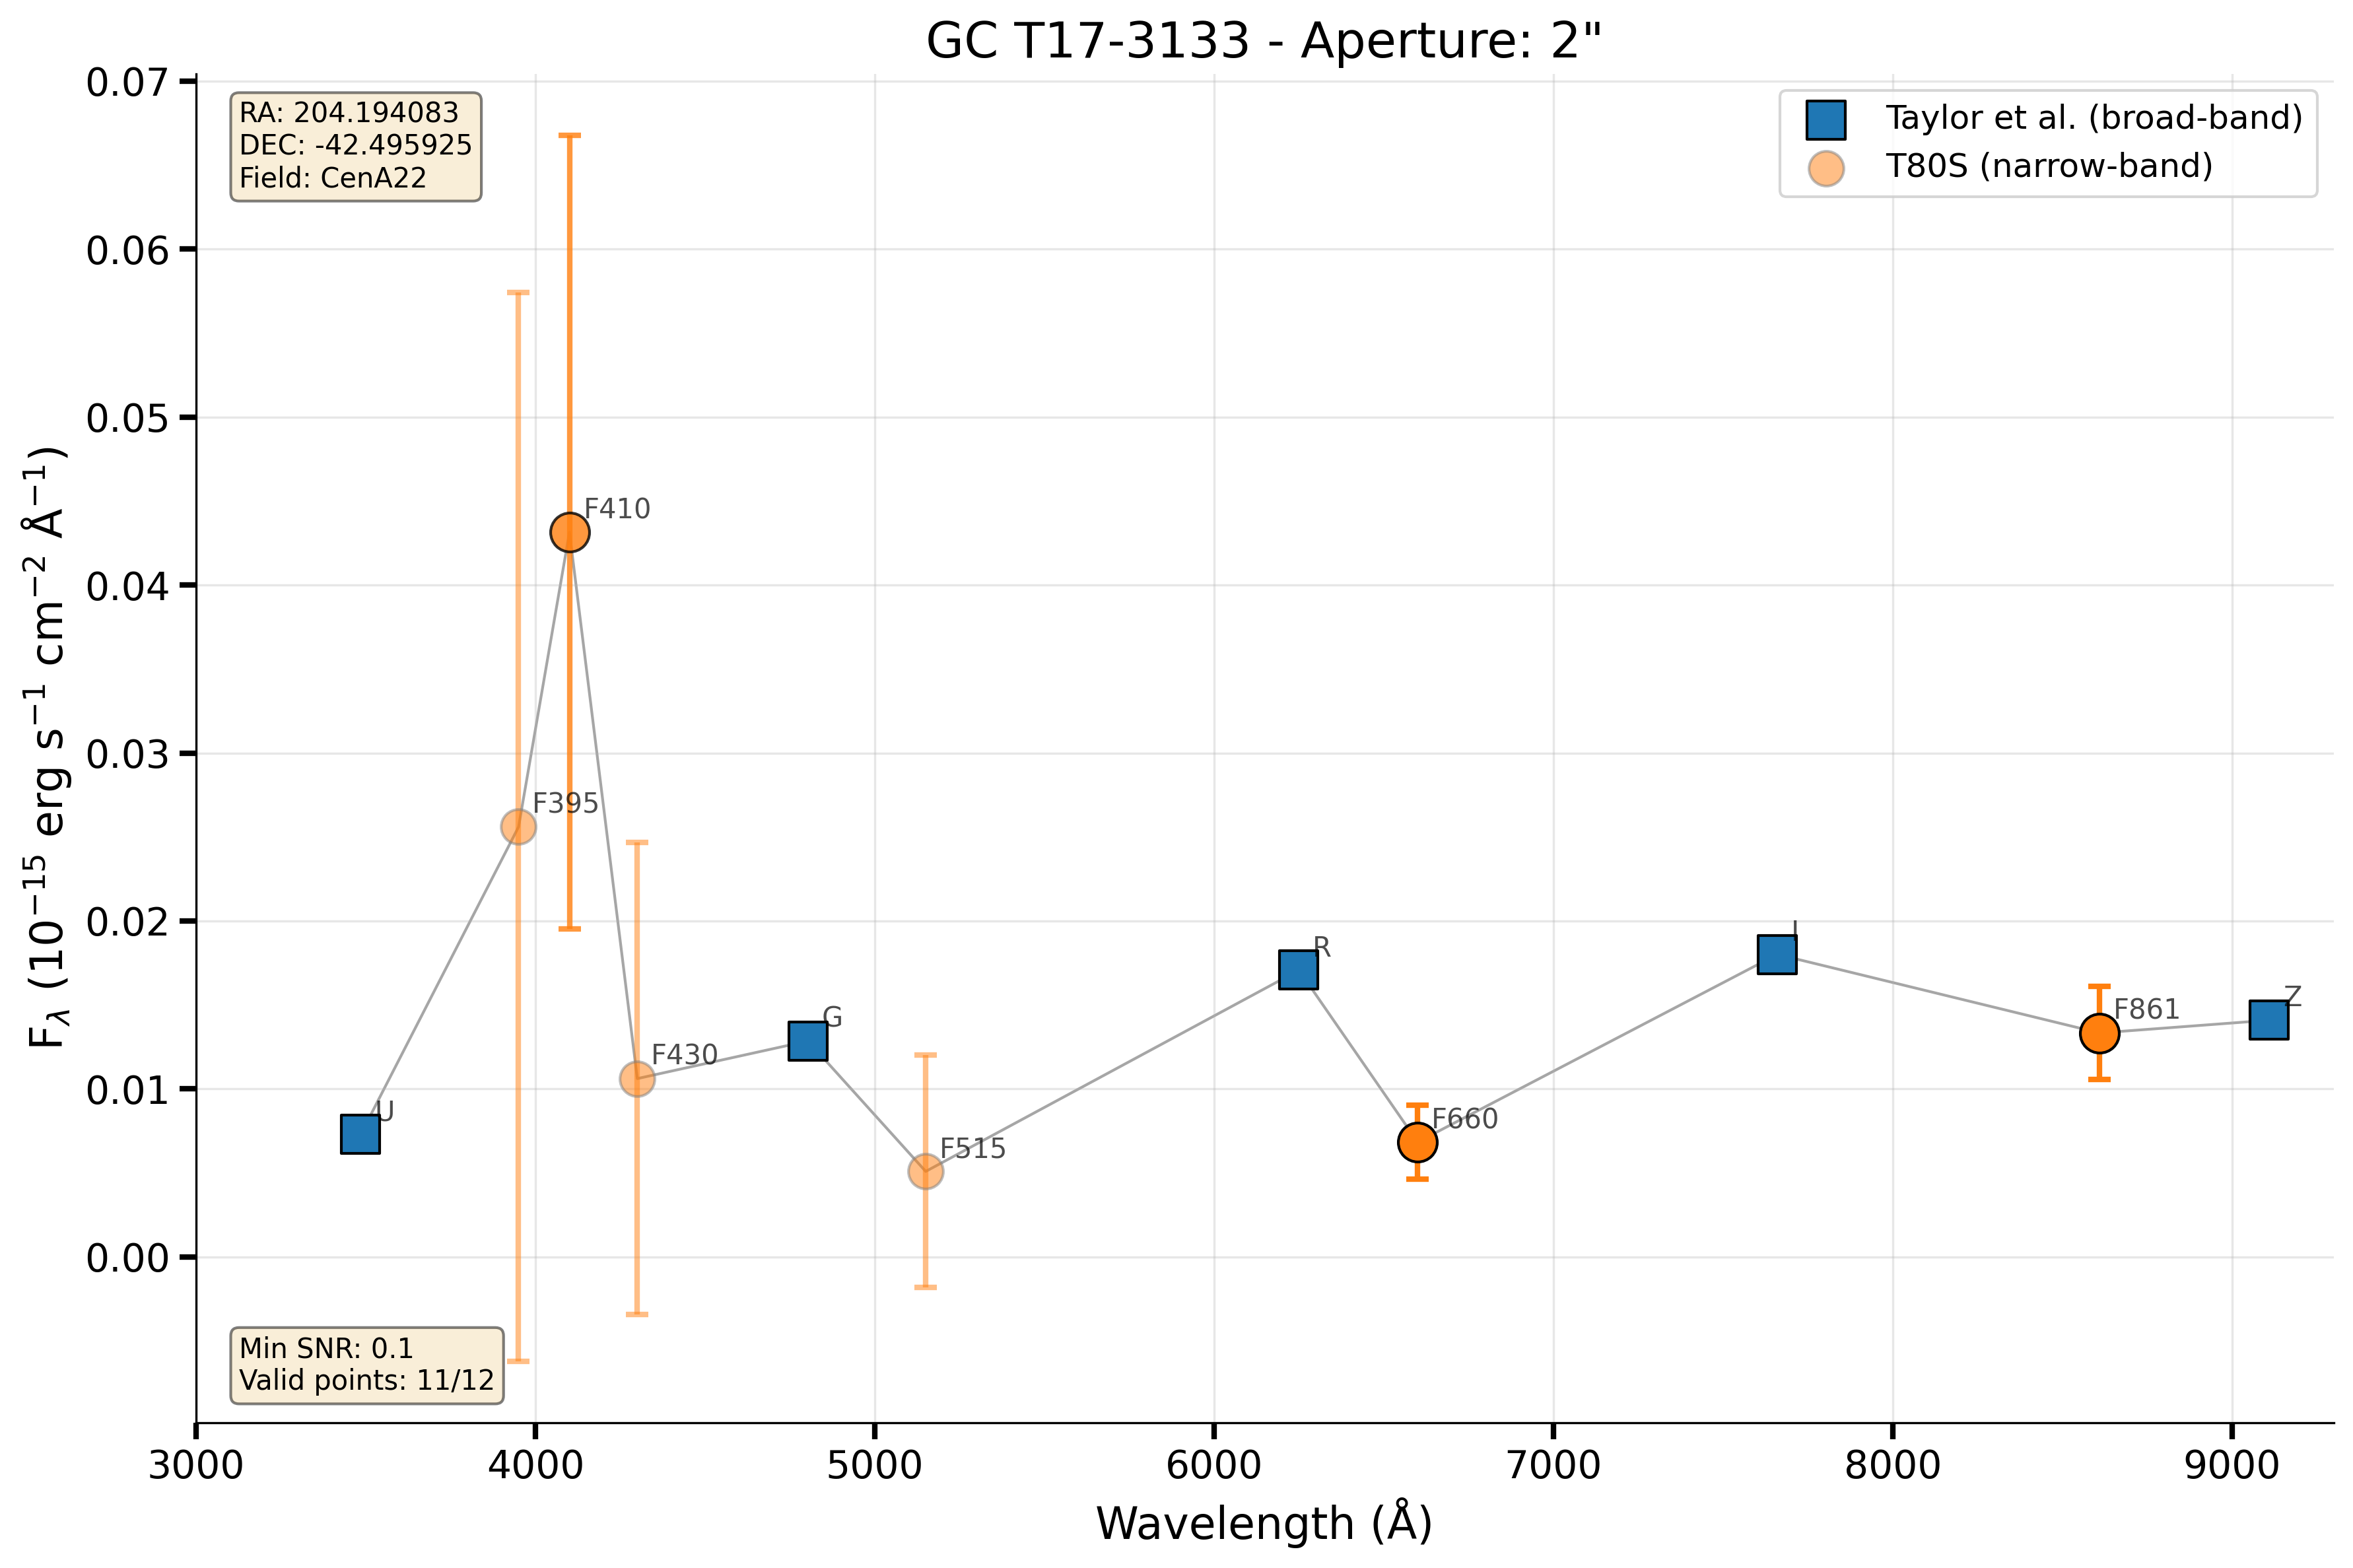 GC T17-3133 - Aperture: 2"
RA: 204.194083
DEC: -42.495925
Field: CenA22
Taylor et al. (broad-band)
T80S (narrow-band)
F$_λ$ (10$^{-15}$ erg s$^{-1}$ cm$^{-2}$ Å$^{-1}$)
0.07
0.06
0.05
0.04
0.03
0.02
0.01
0.00
F410
F395
F430
U
G
F515
R
F660
I
F861
Z
Min SNR: 0.1
Valid points: 11/12
3000 4000 5000 6000 7000 8000 9000
Wavelength (Å)